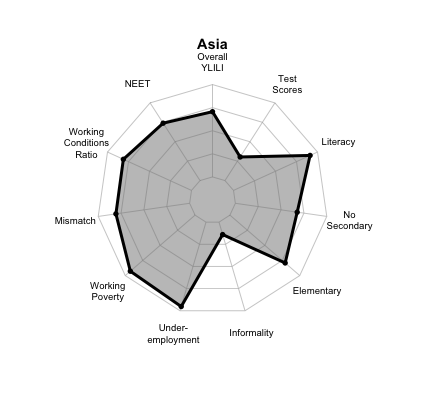 Asia
Overall
YLILI
Test
Scores
Literacy
No
Secondary
Elementary
Informality
Under-
employment
Working
Poverty
Mismatch
Working
Conditions
Ratio
NEET